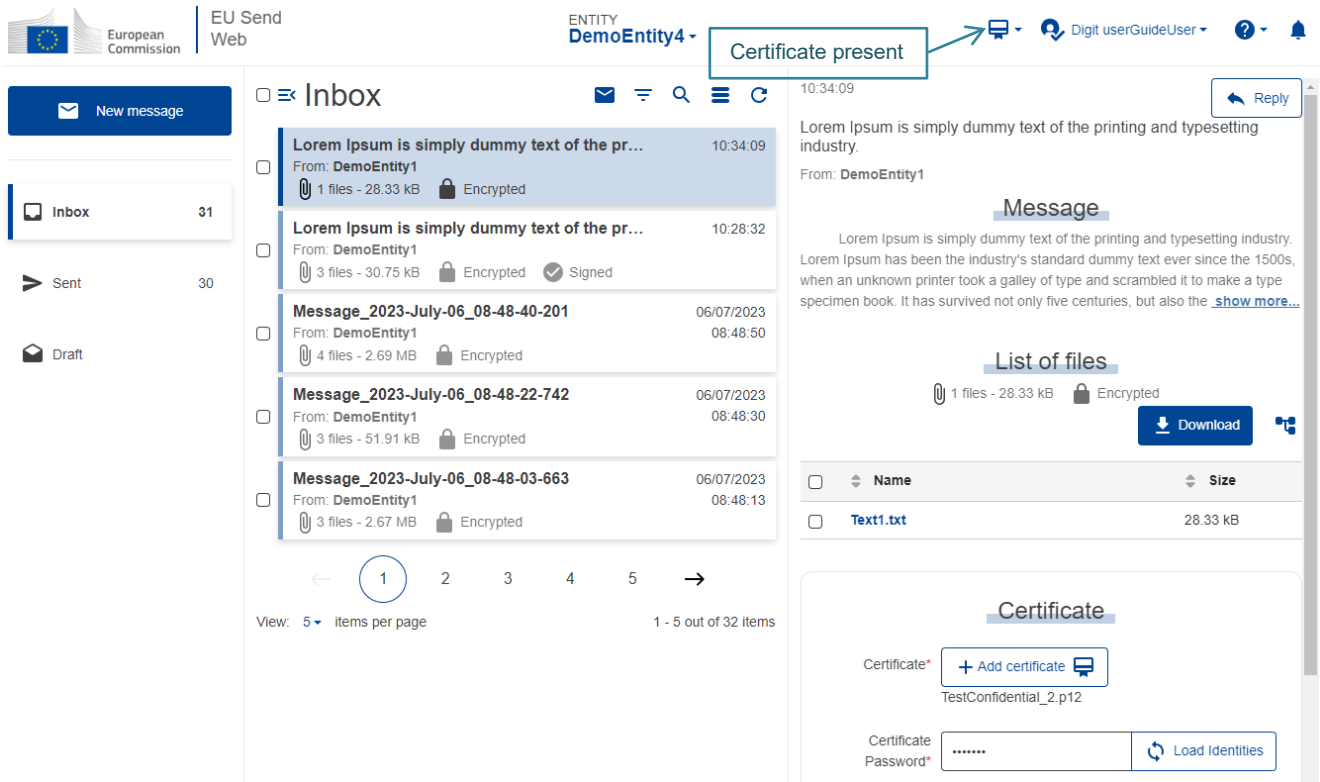 European
Commission
EU Send
Web
ENTITY
DemoEntity4
Certificate present
Digit userGuideUser
New message
Inbox 31
Sent 30
Draft
Inbox
Lorem Ipsum is simply dummy text of the pr... 10:34:09
From: DemoEntity1
1 files - 28.33 kB Encrypted
Lorem Ipsum is simply dummy text of the pr... 10:28:32
From: DemoEntity1
3 files - 30.75 kB Encrypted Signed
Message_2023-July-06_08-48-40-201 06/07/2023
From: DemoEntity1 08:48:50
4 files - 2.69 MB Encrypted
Message_2023-July-06_08-48-22-742 06/07/2023
From: DemoEntity1 08:48:30
3 files - 51.91 kB Encrypted
Message_2023-July-06_08-48-03-663 06/07/2023
From: DemoEntity1 08:48:13
3 files - 2.67 MB Encrypted
1 2 3 4 5
View: 5 items per page 1 - 5 out of 32 items
10:34:09
Reply
Lorem Ipsum is simply dummy text of the printing and typesetting
industry.
From: DemoEntity1
Message
Lorem Ipsum is simply dummy text of the printing and typesetting industry.
Lorem Ipsum has been the industry's standard dummy text ever since the 1500s,
when an unknown printer took a galley of type and scrambled it to make a type
specimen book. It has survived not only five centuries, but also the show more...
List of files
1 files - 28.33 kB Encrypted
Download
Name Size
Text1.txt 28.33 kB
Certificate
Certificate* + Add certificate
TestConfidential_2.p12
Certificate
Password* ••••••• Load Identities